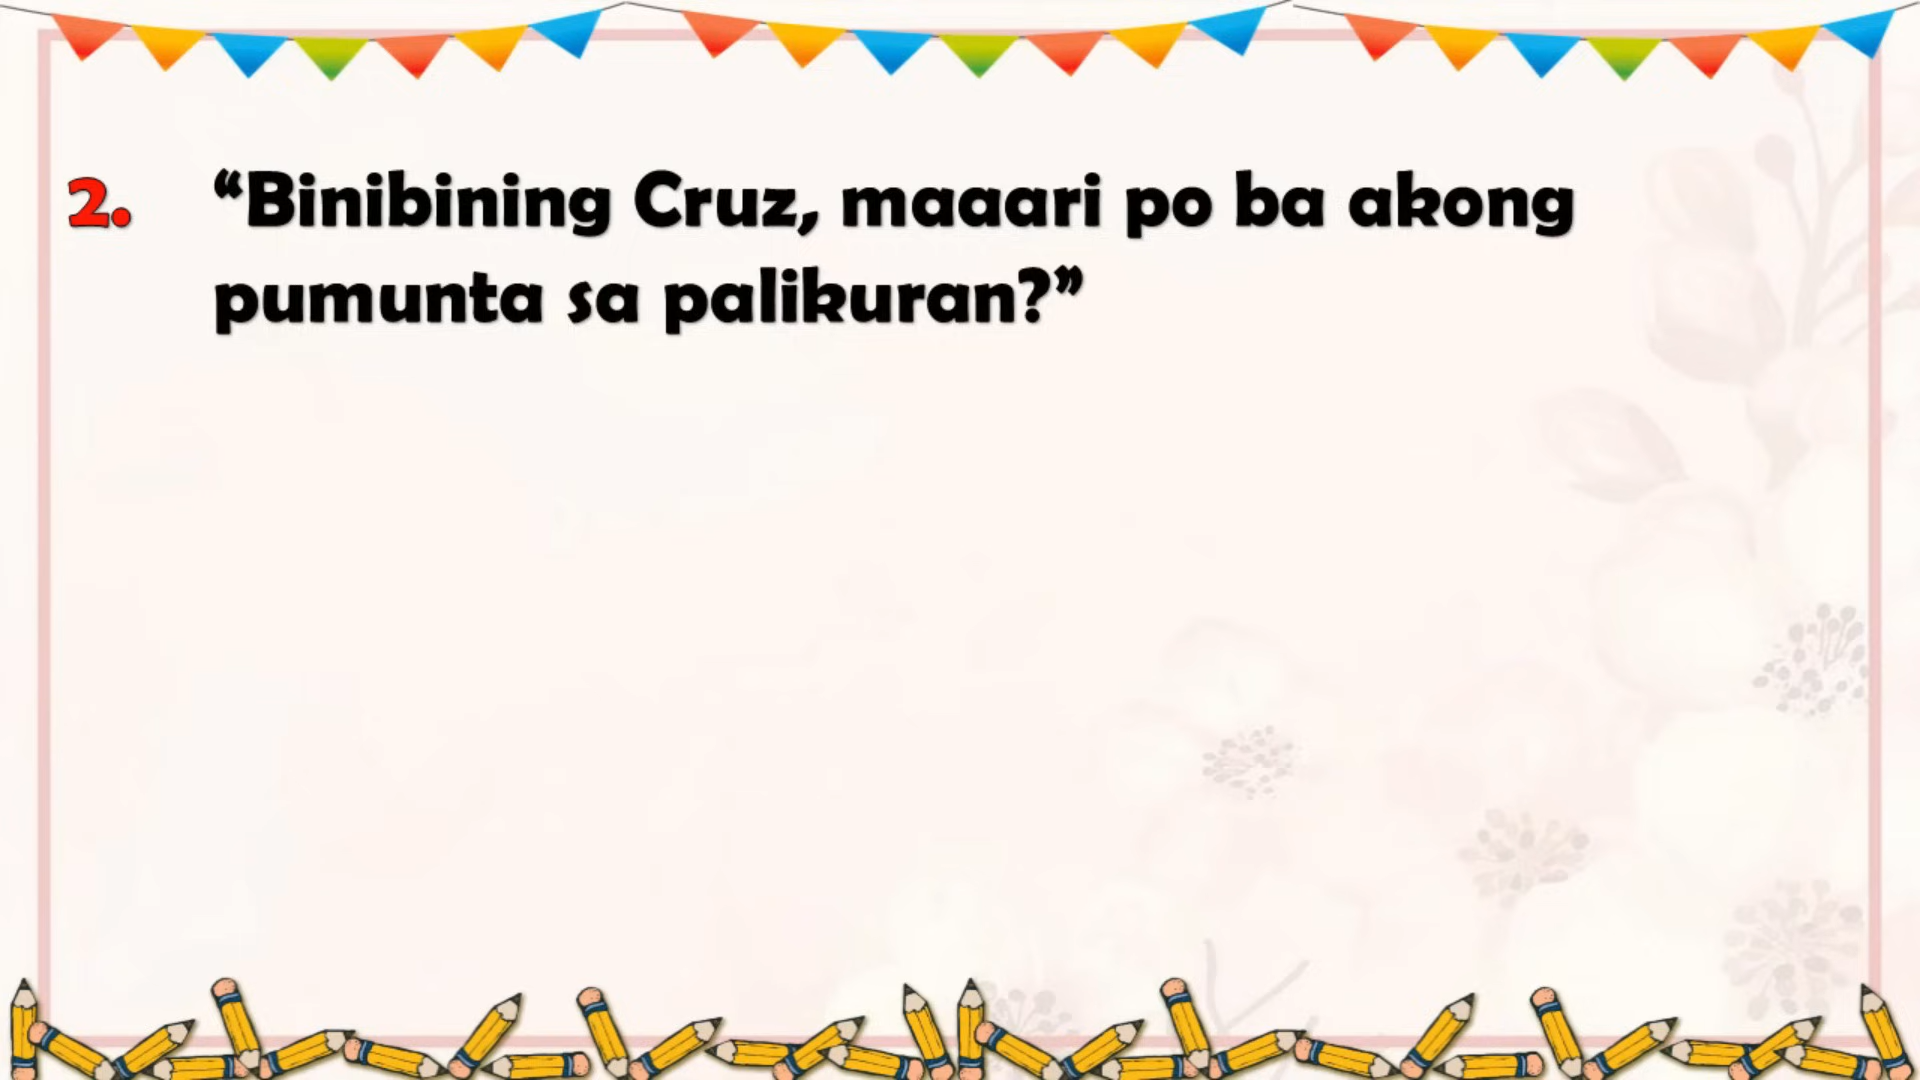 2. “Binibining Cruz, maaari po ba akong
pumunta sa palikuran?”